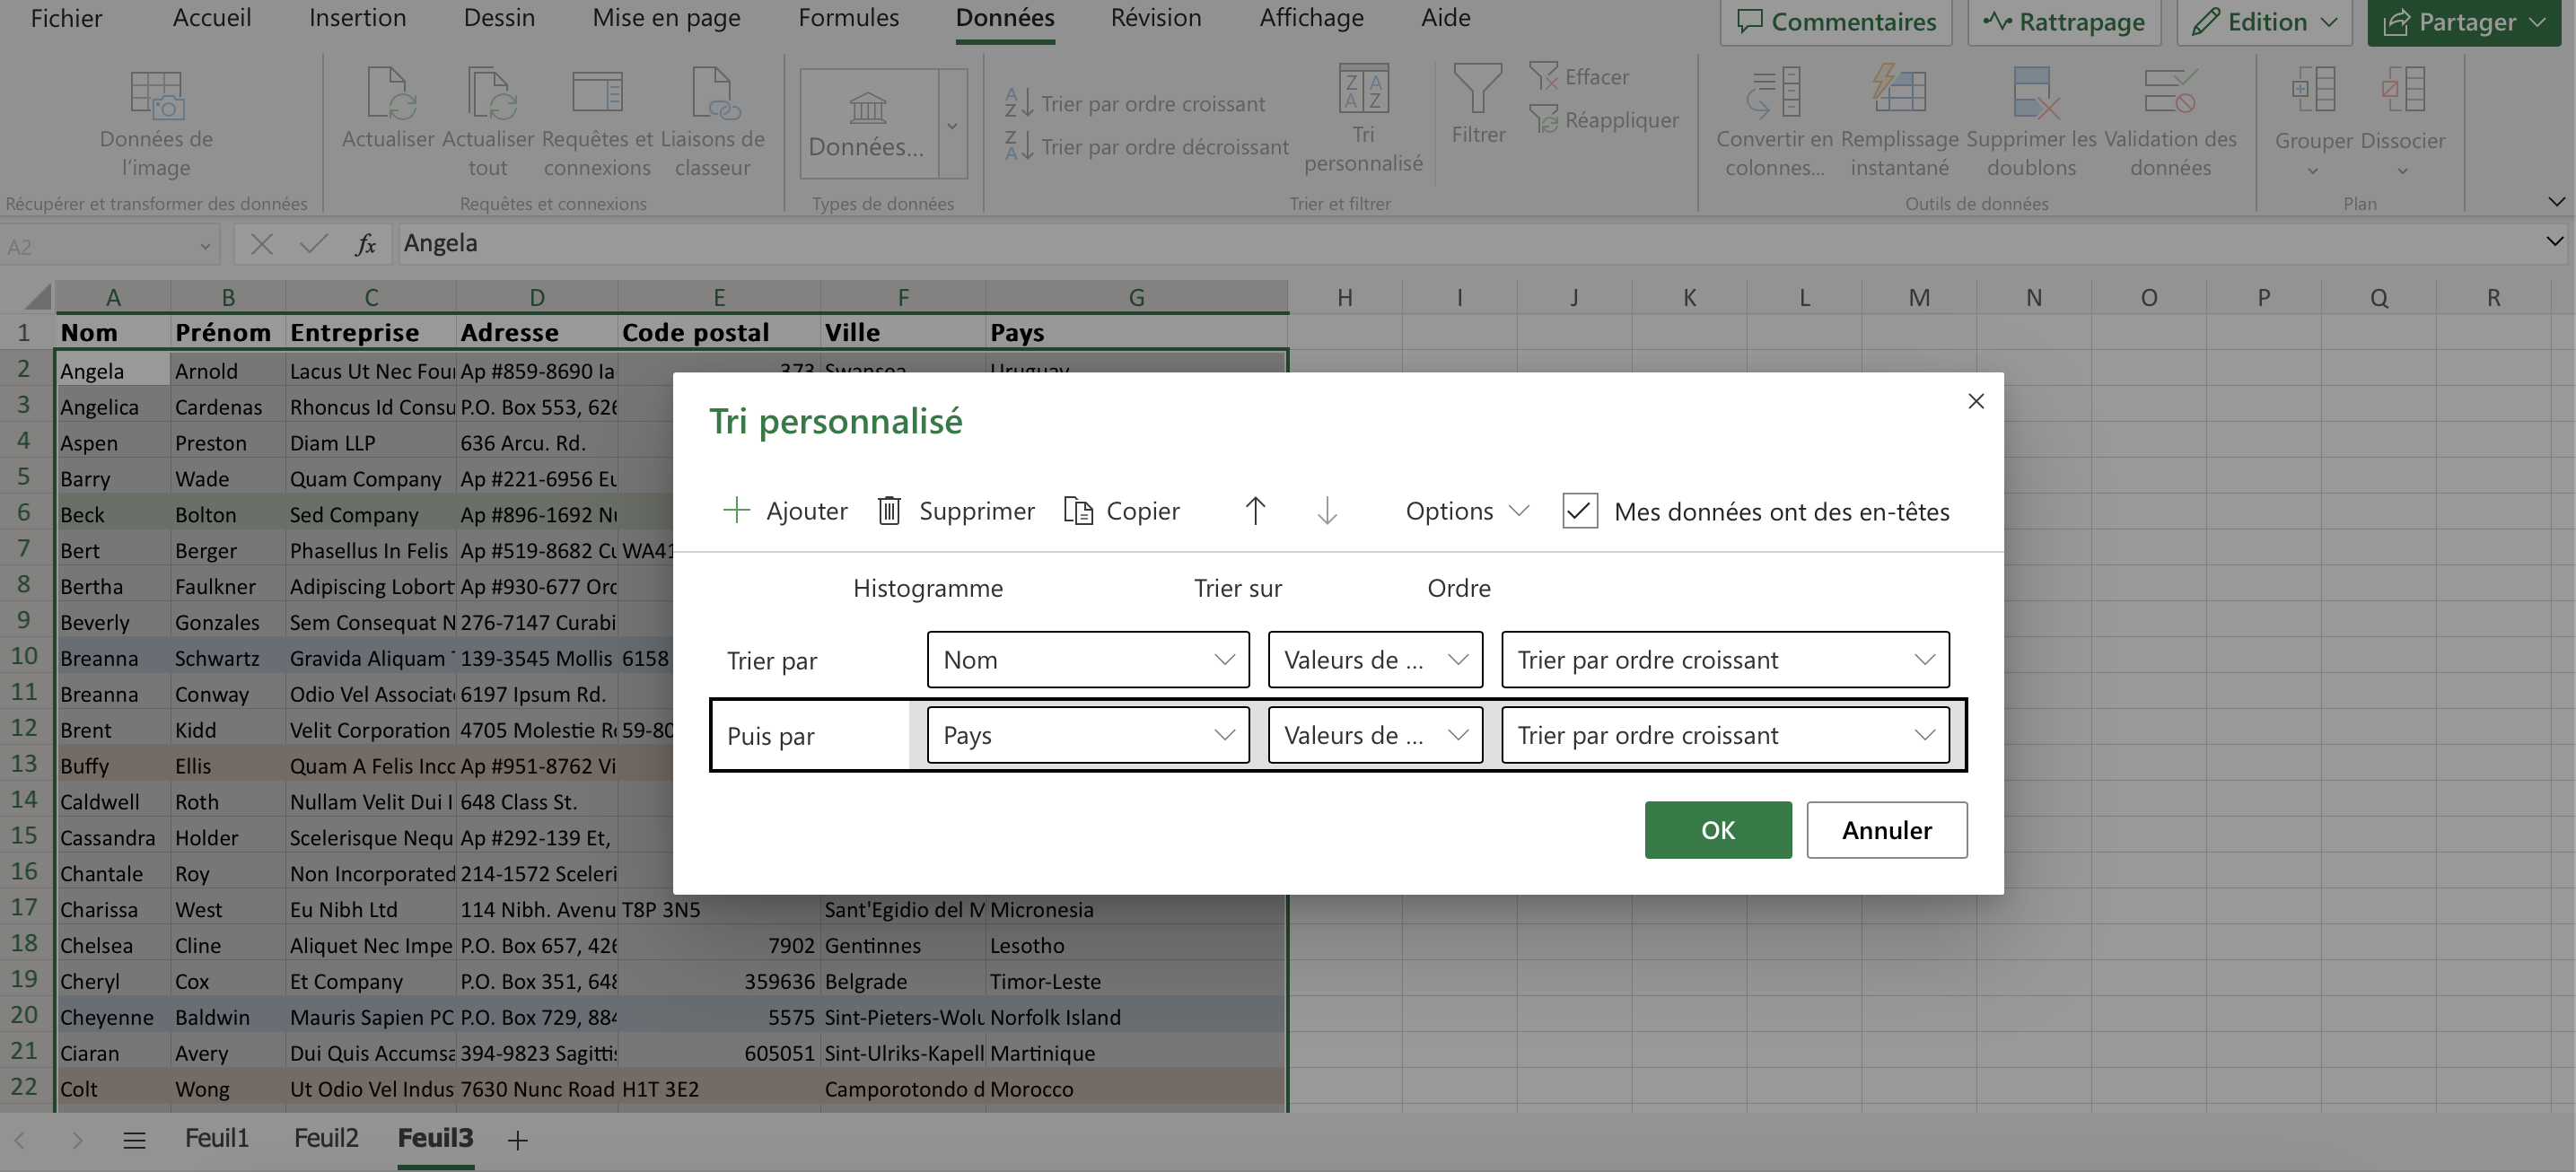 Fichier Accueil Insertion Dessin Mise en page Formules Données Révision Affichage Aide Commentaires Rattrapage Edition Partager
Données de l'image
Actualiser
Actualiser tout
Requêtes et connexions
Liaisons de classeur
Données...
Trier par ordre croissant
Trier par ordre décroissant
Tri personnalisé
Filtrer
Effacer
Réappliquer
Convertir en colonnes...
Remplissage instantané
Supprimer les doublons
Validation des données
Grouper
Dissocier
Récupérer et transformer des données Requêtes et connexions Types de données Trier et filtrer Outils de données Plan
A2 fx Angela
A B C D E F G H I J K L M N O P Q R
1 Nom Prénom Entreprise Adresse Code postal Ville Pays
2 Angela Arnold Lacus Ut Nec Four Ap #859-8690 Ia 373 Swansea Uruguay
3 Angelica Cardenas Rhoncus Id Consu P.O. Box 553, 626
4 Aspen Preston Diam LLP 636 Arcu. Rd.
5 Barry Wade Quam Company Ap #221-6956 Eu
6 Beck Bolton Sed Company Ap #896-1692 Nu
7 Bert Berger Phasellus In Felis Ap #519-8682 Cu WA41
8 Bertha Faulkner Adipiscing Lobort Ap #930-677 Orc
9 Beverly Gonzales Sem Consequat N 276-7147 Curabi
10 Breanna Schwartz Gravida Aliquam 139-3545 Mollis 6158
11 Breanna Conway Odio Vel Associat 6197 Ipsum Rd.
12 Brent Kidd Velit Corporation 4705 Molestie R 59-80
13 Buffy Ellis Quam A Felis Inc Ap #951-8762 Vi
14 Caldwell Roth Nullam Velit Dui I 648 Class St.
15 Cassandra Holder Scelerisque Nequ Ap #292-139 Et,
16 Chantale Roy Non Incorporated 214-1572 Sceleri
17 Charissa West Eu Nibh Ltd 114 Nibh. Avenu T8P 3N5 Sant'Egidio del M Micronesia
18 Chelsea Cline Aliquet Nec Impe P.O. Box 657, 426 7902 Gentinnes Lesotho
19 Cheryl Cox Et Company P.O. Box 351, 648 359636 Belgrade Timor-Leste
20 Cheyenne Baldwin Mauris Sapien PC P.O. Box 729, 884 5575 Sint-Pieters-Wolu Norfolk Island
21 Ciaran Avery Dui Quis Accumsa 394-9823 Sagittis 605051 Sint-Ulriks-Kapell Martinique
22 Colt Wong Ut Odio Vel Indus 7630 Nunc Road H1T 3E2 Camporotondo d Morocco
Tri personnalisé
Ajouter Supprimer Copier Options Mes données ont des en-têtes
Histogramme Trier sur Ordre
Trier par Nom Valeurs de ... Trier par ordre croissant
Puis par Pays Valeurs de ... Trier par ordre croissant
OK Annuler
Feuil1 Feuil2 Feuil3